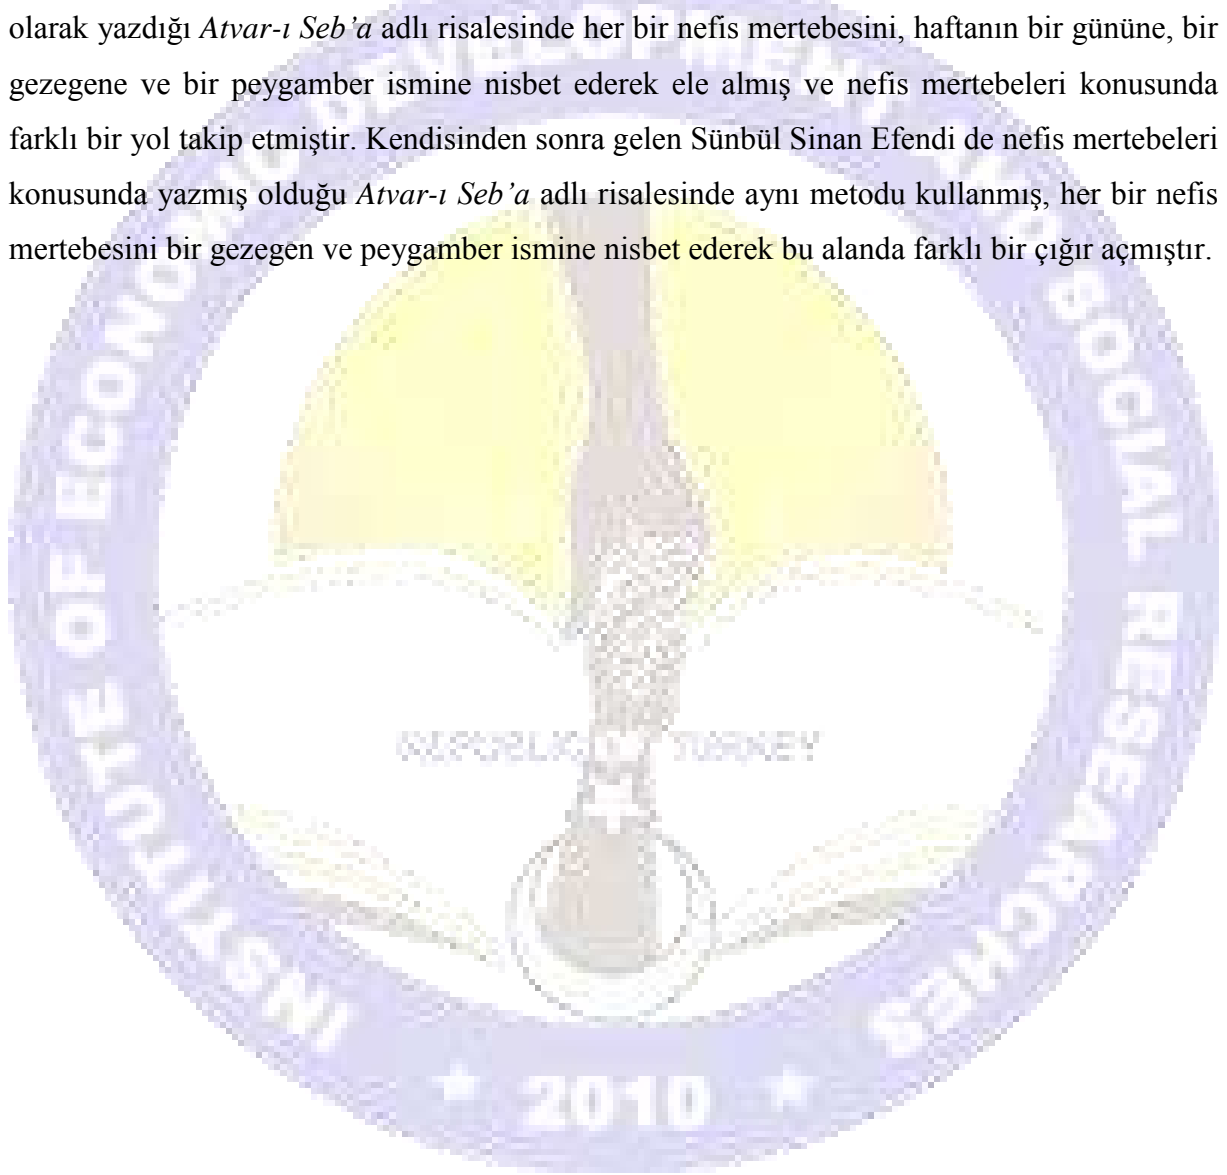 olarak yazdığı Atvar-ı Seb’a adlı risalesinde her bir nefis mertebesini, haftanın bir gününe, bir
gezegene ve bir peygamber ismine nisbet ederek ele almış ve nefis mertebeleri konusunda
farklı bir yol takip etmiştir. Kendisinden sonra gelen Sünbül Sinan Efendi de nefis mertebeleri
konusunda yazmış olduğu Atvar-ı Seb’a adlı risalesinde aynı metodu kullanmış, her bir nefis
mertebesini bir gezegen ve peygamber ismine nisbet ederek bu alanda farklı bir çığır açmıştır.
INSTITUTE OF ECONOMIC DEVELOPMENT AND SOCIAL RESEARCHES
REPUBLIC OF TURKEY
★ 2010 ★